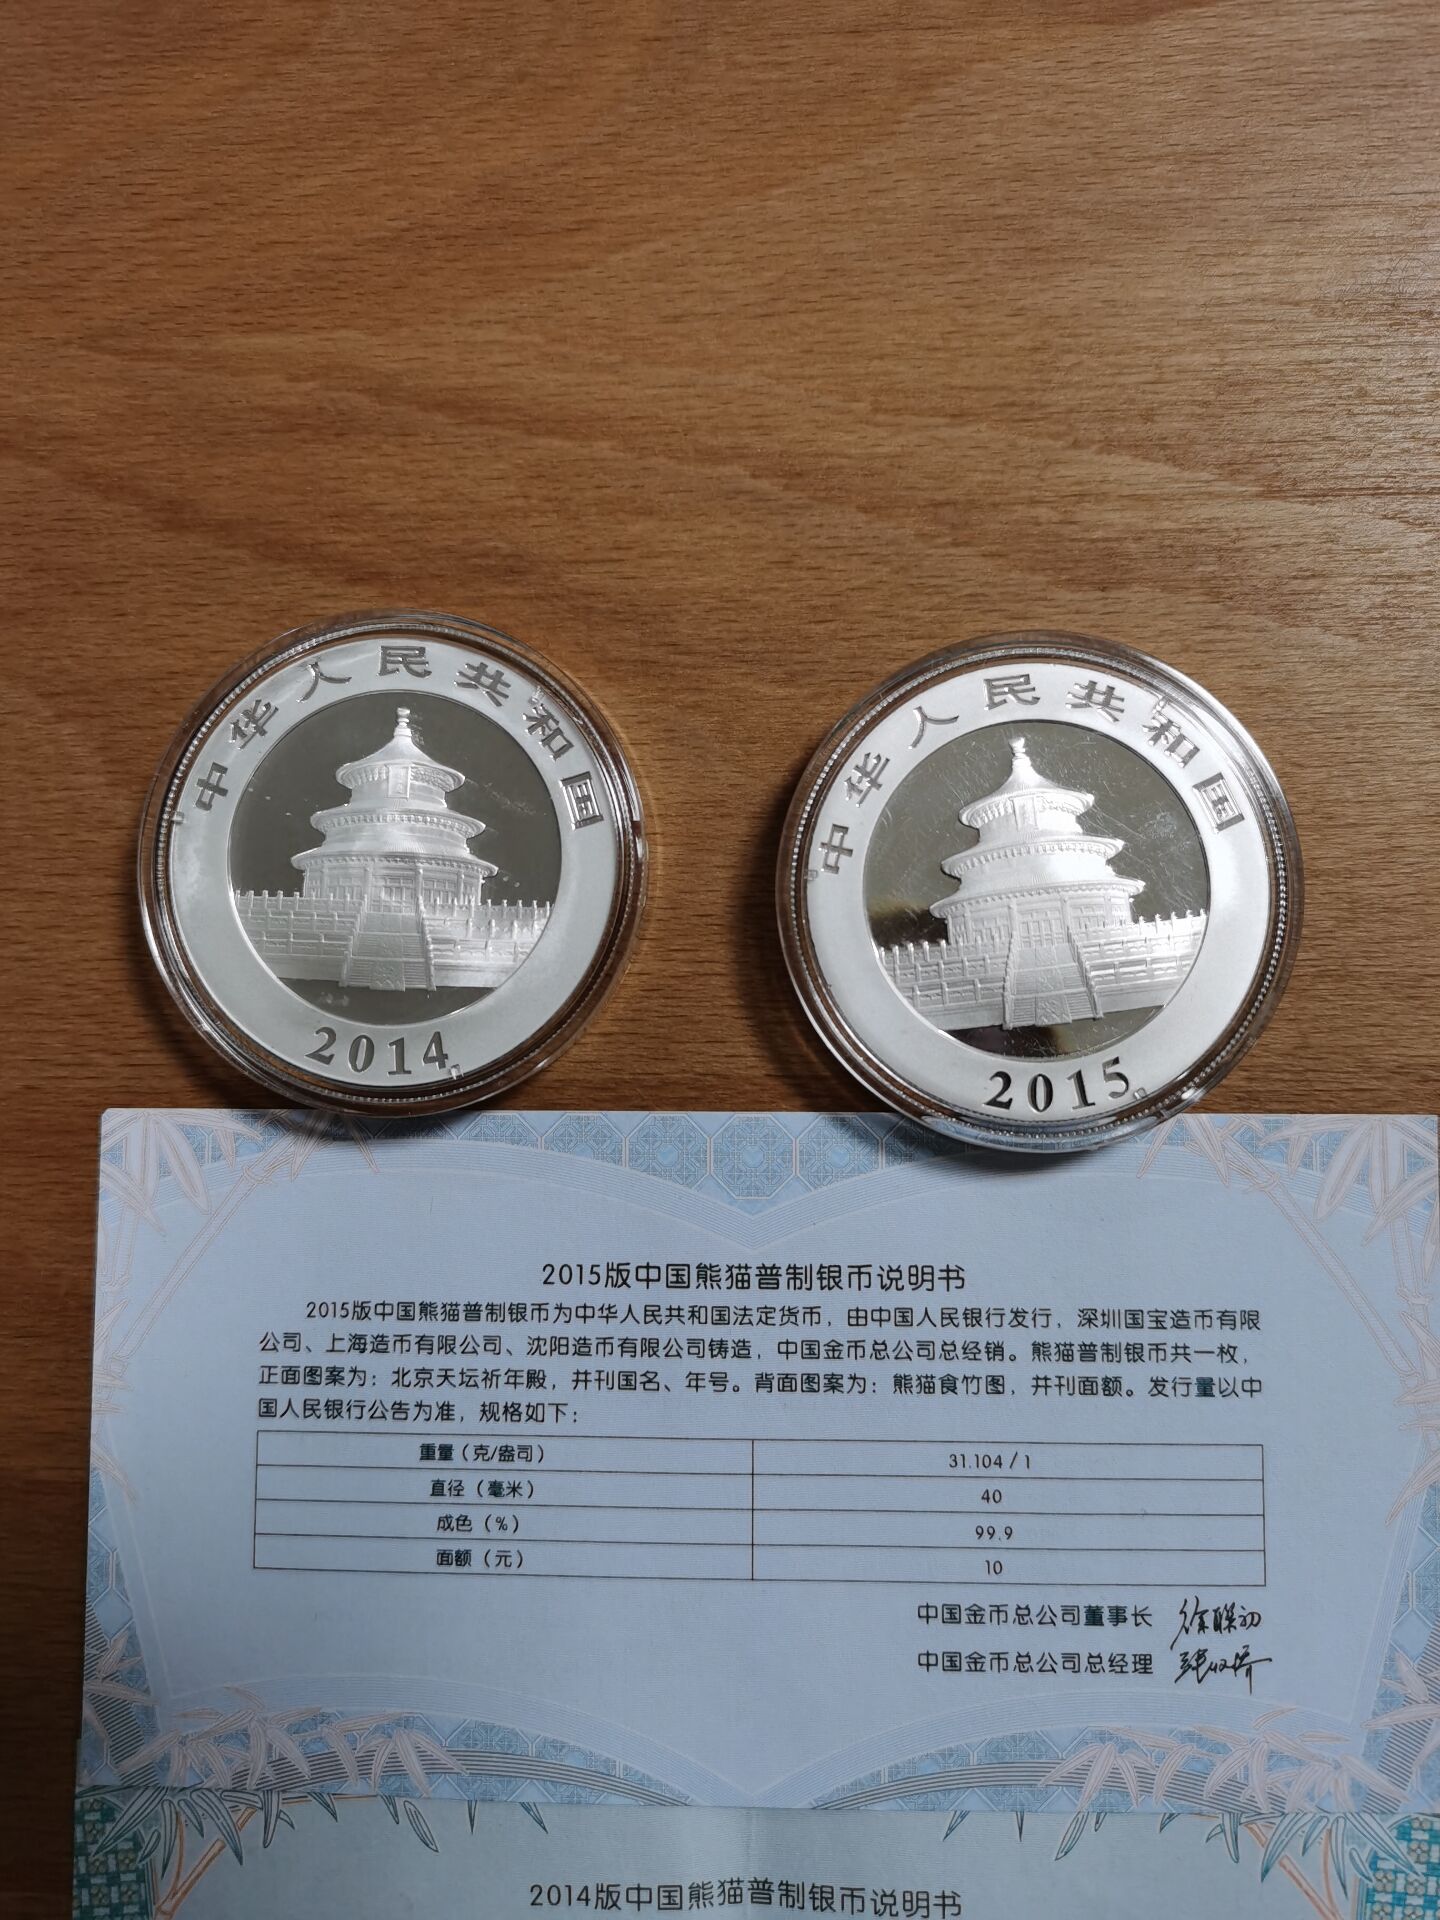 中华人民共和国
2014
中华人民共和国
2015
2015版中国熊猫普制银币说明书
2015版中国熊猫普制银币为中华人民共和国法定货币，由中国人民银行发行，深圳国宝造币有限
公司、上海造币有限公司、沈阳造币有限公司铸造，中国金币总公司总经销。熊猫普制银币共一枚，
正面图案为：北京天坛祈年殿，并刊国名、年号。背面图案为：熊猫食竹图，并刊面额。发行量以中
国人民银行公告为准，规格如下：
重量（克/盎司） 31.104 / 1
直径（毫米） 40
成色（%） 99.9
面额（元） 10
中国金币总公司董事长
中国金币总公司总经理
2014版中国熊猫普制银币说明书